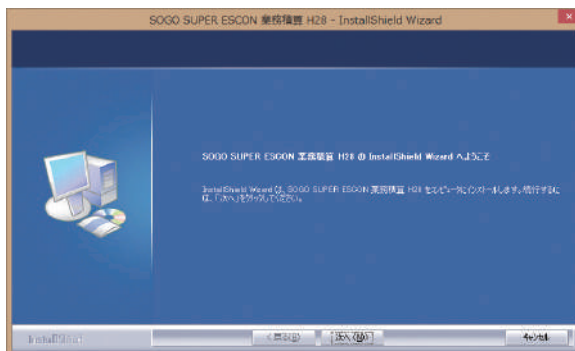 SOGO SUPER ESCON 業務積算 H28 - InstallShield Wizard
SOGO SUPER ESCON 業務積算 H28 の InstallShield Wizard へようこそ
InstallShield Wizard は、SOGO SUPER ESCON 業務積算 H28 をコンピュータにインストールします。続行するに
は、「次へ」をクリックしてください。
InstallShield
< 戻る(B)
次へ(N)>
キャンセル